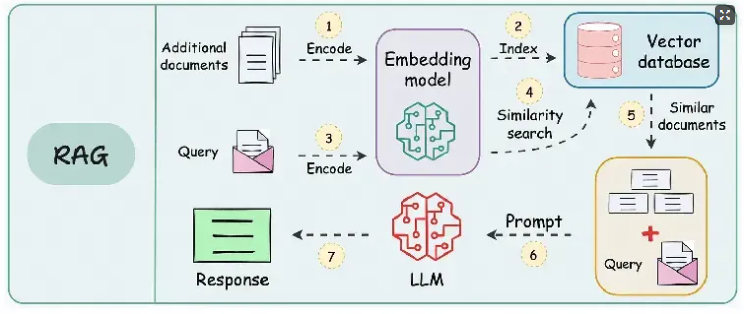 RAG
Additional
documents
1
Encode
Embedding
model
2
Index
Vector
database
Query
3
Encode
4
Similarity
search
5
Similar
documents
Query
Prompt
6
LLM
7
Response